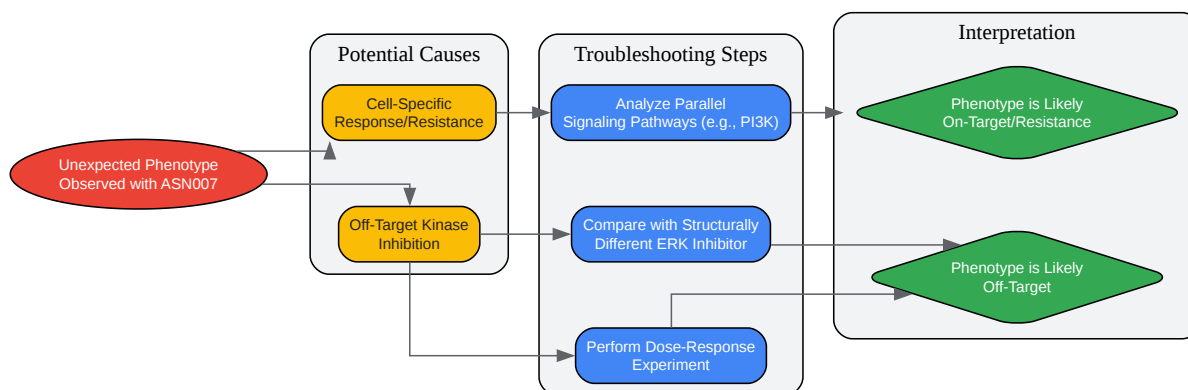 Potential Causes
Troubleshooting Steps
Interpretation
Unexpected Phenotype
Observed with ASN007
Cell-Specific
Response/Resistance
Off-Target Kinase
Inhibition
Analyze Parallel
Signaling Pathways (e.g., PI3K)
Compare with Structurally
Different ERK Inhibitor
Perform Dose-Response
Experiment
Phenotype is Likely
On-Target/Resistance
Phenotype is Likely
Off-Target